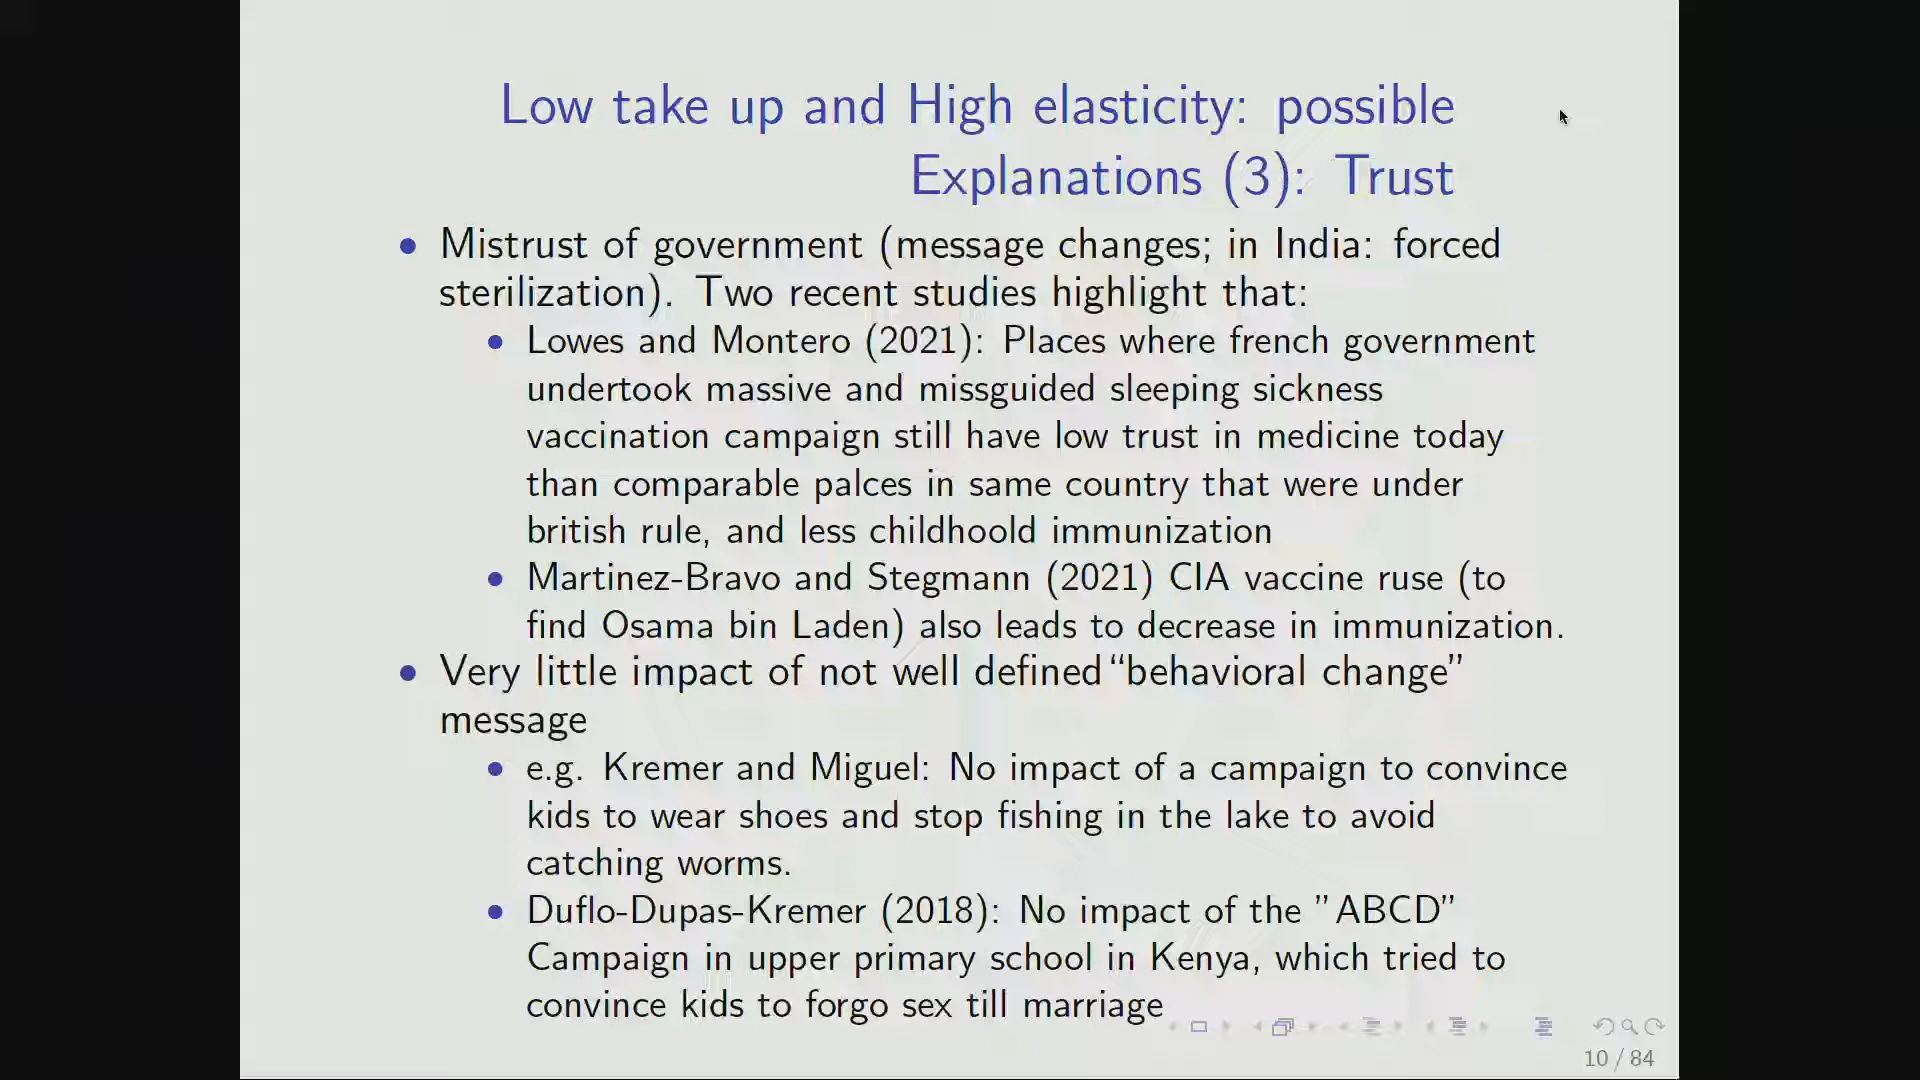 Low take up and High elasticity: possible
Explanations (3): Trust
• Mistrust of government (message changes; in India: forced
sterilization). Two recent studies highlight that:
• Lowes and Montero (2021): Places where french government
undertook massive and missguided sleeping sickness
vaccination campaign still have low trust in medicine today
than comparable palces in same country that were under
british rule, and less childhoold immunization
• Martinez-Bravo and Stegmann (2021) CIA vaccine ruse (to
find Osama bin Laden) also leads to decrease in immunization.
• Very little impact of not well defined“behavioral change”
message
• e.g. Kremer and Miguel: No impact of a campaign to convince
kids to wear shoes and stop fishing in the lake to avoid
catching worms.
• Duflo-Dupas-Kremer (2018): No impact of the ”ABCD”
Campaign in upper primary school in Kenya, which tried to
convince kids to forgo sex till marriage
10 / 84